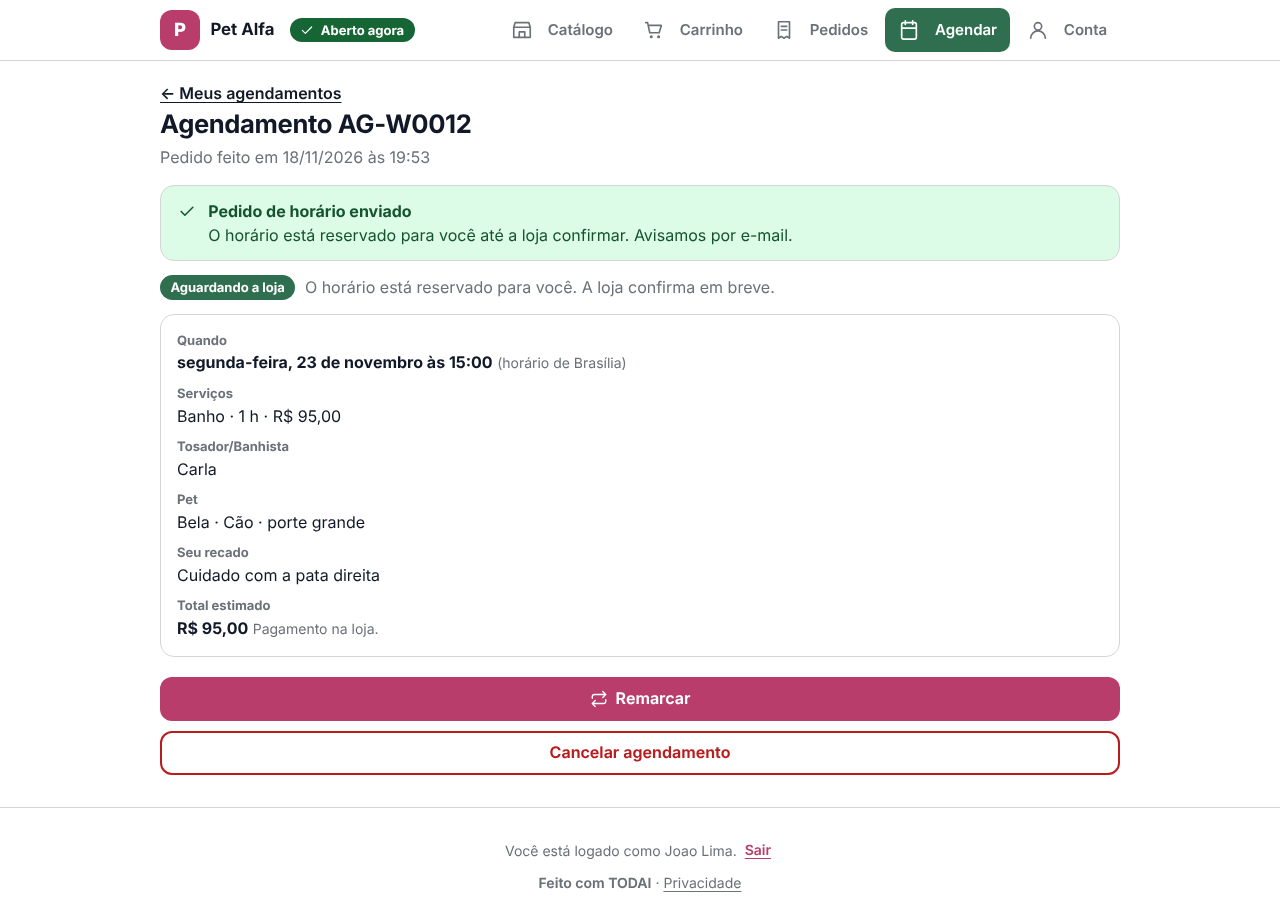 P
Pet Alfa
Aberto agora
Catálogo
Carrinho
Pedidos
Agendar
Conta
← Meus agendamentos
Agendamento AG-W0012
Pedido feito em 18/11/2026 às 19:53
Pedido de horário enviado
O horário está reservado para você até a loja confirmar. Avisamos por e-mail.
Aguardando a loja O horário está reservado para você. A loja confirma em breve.
Quando
segunda-feira, 23 de novembro às 15:00 (horário de Brasília)
Serviços
Banho · 1 h · R$ 95,00
Tosador/Banhista
Carla
Pet
Bela · Cão · porte grande
Seu recado
Cuidado com a pata direita
Total estimado
R$ 95,00 Pagamento na loja.
Remarcar
Cancelar agendamento
Você está logado como Joao Lima. Sair
Feito com TODAI · Privacidade